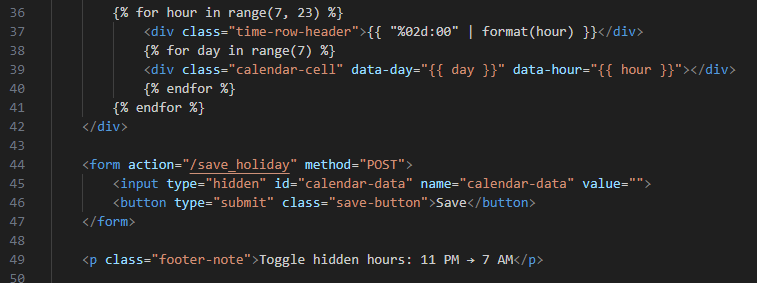 36 {% for hour in range(7, 23) %}
37 <div class="time-row-header">{{ "%02d:00" | format(hour) }}</div>
38 {% for day in range(7) %}
39 <div class="calendar-cell" data-day="{{ day }}" data-hour="{{ hour }}"></div>
40 {% endfor %}
41 {% endfor %}
42 </div>
43
44 <form action="/save_holiday" method="POST">
45 <input type="hidden" id="calendar-data" name="calendar-data" value="">
46 <button type="submit" class="save-button">Save</button>
47 </form>
48
49 <p class="footer-note">Toggle hidden hours: 11 PM → 7 AM</p>
50